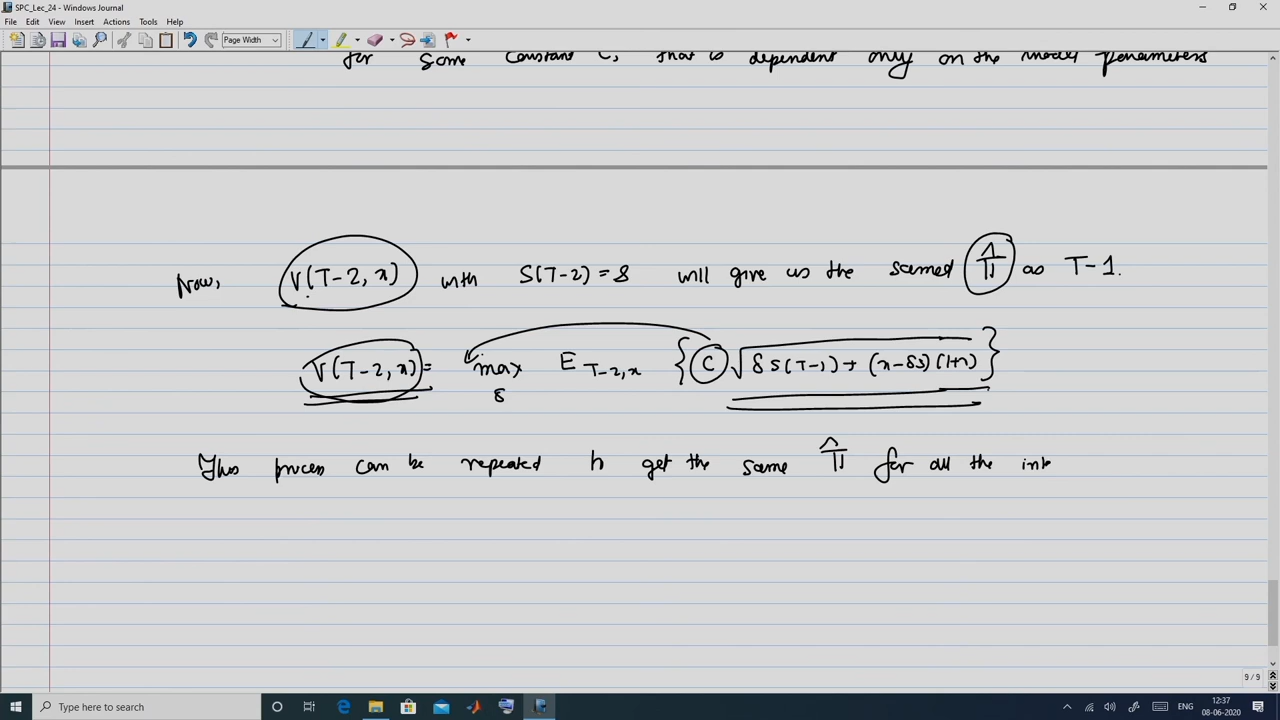 SPC_Lec_24 - Windows Journal
File Edit View Insert Actions Tools Help
Page Width
for some constant C, that is dependent only on the model parameters
Now, V(T-2, x) with S(T-2) = s will give us the samed π̂ as T-1.
V(T-2, x) = max E T-2,x { C √ δ S(T-1) + (x-δs)(1+r) }
δ
This process can be repeated to get the same π̂ for all the inte
9 / 9
Type here to search
ENG
12:37
08-06-2020